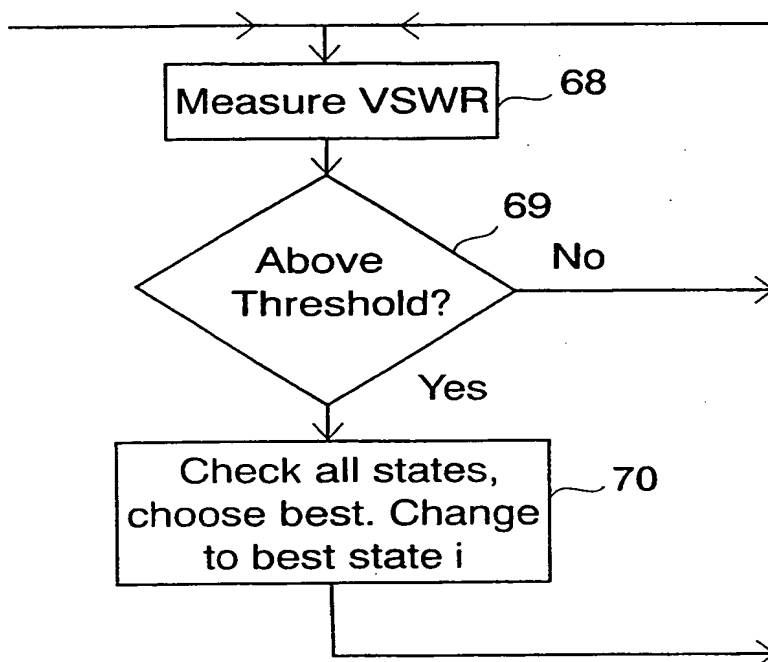 Measure VSWR
68
69
Above
Threshold?
No
Yes
Check all states,
choose best. Change
to best state i
70